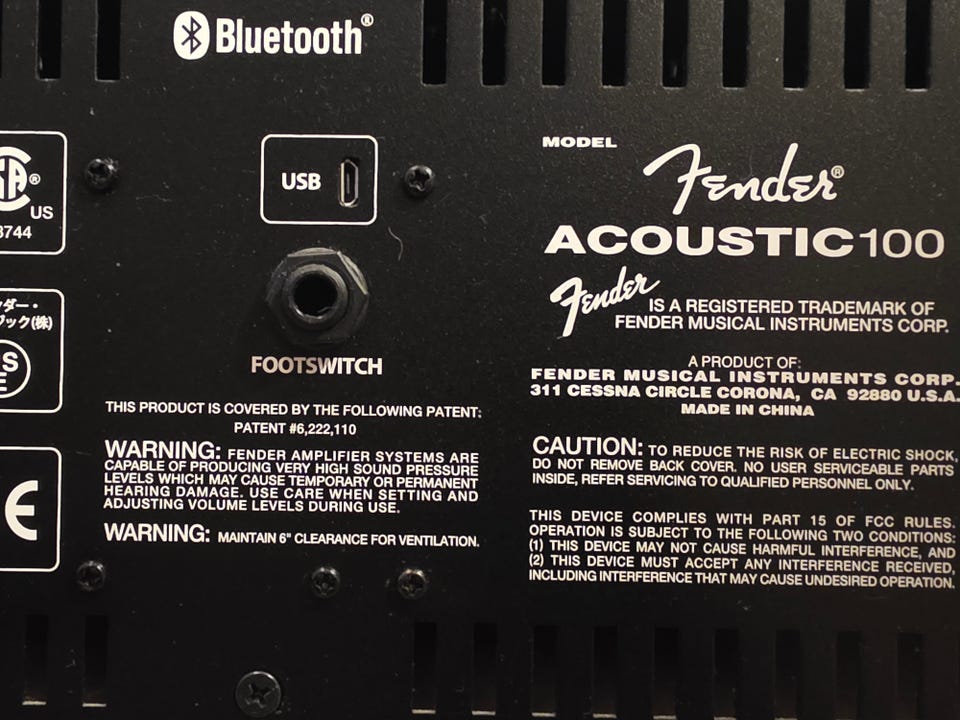 Bluetooth®
SA® US
8744
ダー・
ック(株)
S
E
CE
USB
FOOTSWITCH
THIS PRODUCT IS COVERED BY THE FOLLOWING PATENT:
PATENT #6,222,110
WARNING: FENDER AMPLIFIER SYSTEMS ARE
CAPABLE OF PRODUCING VERY HIGH SOUND PRESSURE
LEVELS WHICH MAY CAUSE TEMPORARY OR PERMANENT
HEARING DAMAGE. USE CARE WHEN SETTING AND
ADJUSTING VOLUME LEVELS DURING USE.
WARNING: MAINTAIN 6" CLEARANCE FOR VENTILATION.
MODEL
Fender®
ACOUSTIC100
Fender IS A REGISTERED TRADEMARK OF
FENDER MUSICAL INSTRUMENTS CORP.
A PRODUCT OF:
FENDER MUSICAL INSTRUMENTS CORP.
311 CESSNA CIRCLE CORONA, CA 92880 U.S.A.
MADE IN CHINA
CAUTION: TO REDUCE THE RISK OF ELECTRIC SHOCK,
DO NOT REMOVE BACK COVER. NO USER SERVICEABLE PARTS
INSIDE, REFER SERVICING TO QUALIFIED PERSONNEL ONLY.
THIS DEVICE COMPLIES WITH PART 15 OF FCC RULES.
OPERATION IS SUBJECT TO THE FOLLOWING TWO CONDITIONS:
(1) THIS DEVICE MAY NOT CAUSE HARMFUL INTERFERENCE, AND
(2) THIS DEVICE MUST ACCEPT ANY INTERFERENCE RECEIVED,
INCLUDING INTERFERENCE THAT MAY CAUSE UNDESIRED OPERATION.